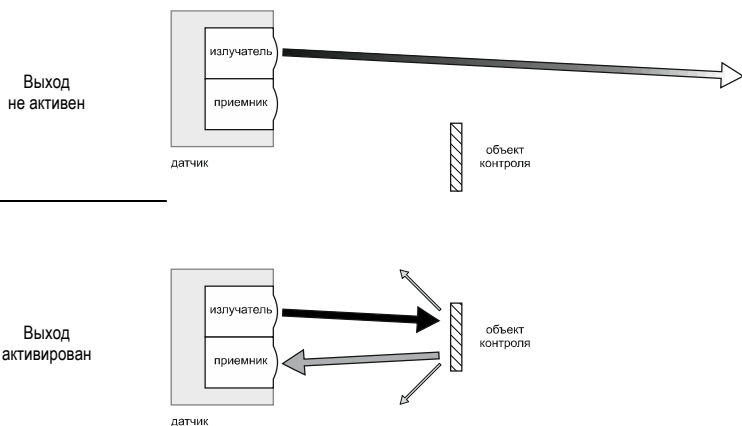 излучатель
Выход
не активен
приемник
датчик
объект
контроля
излучатель
Выход
активирован
приемник
объект
контроля
датчик